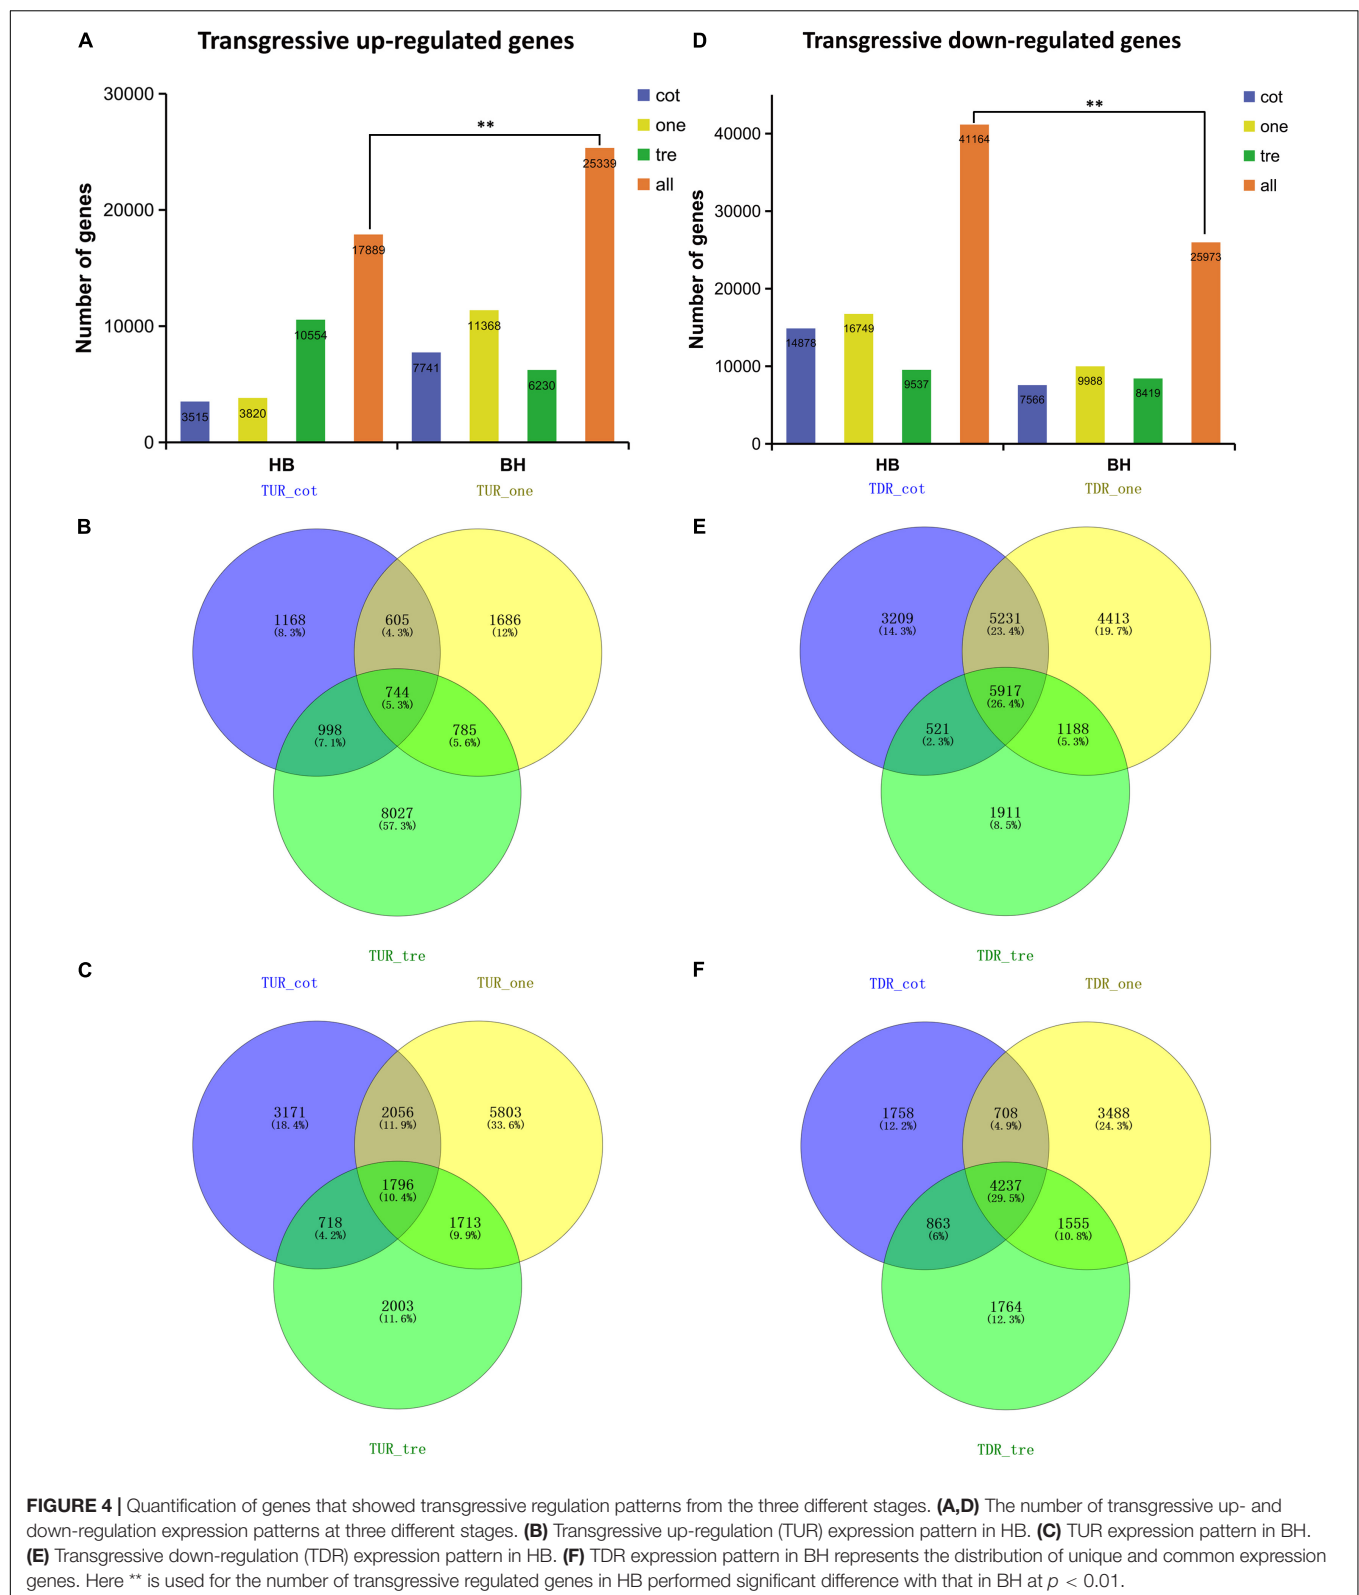 A
Transgressive up-regulated genes
30000
20000
10000
0
Number of genes
**
cot
one
tre
all
3515
3820
10554
17889
7741
11368
6230
25339
HB
BH
D
Transgressive down-regulated genes
40000
30000
20000
10000
0
Number of genes
**
cot
one
tre
all
14878
16749
9537
41164
7566
9988
8419
25973
HB
BH
B
TUR_cot
TUR_one
1168
(8.3%)
605
(4.3%)
1686
(12%)
744
(5.3%)
998
(7.1%)
785
(5.6%)
8027
(57.3%)
TUR_tre
E
TDR_cot
TDR_one
3209
(14.3%)
5231
(23.4%)
4413
(19.7%)
5917
(26.4%)
521
(2.3%)
1188
(5.3%)
1911
(8.5%)
TDR_tre
C
TUR_cot
TUR_one
3171
(18.4%)
2056
(11.9%)
5803
(33.6%)
1796
(10.4%)
718
(4.2%)
1713
(9.9%)
2003
(11.6%)
TUR_tre
F
TDR_cot
TDR_one
1758
(12.2%)
708
(4.9%)
3488
(24.3%)
4237
(29.5%)
863
(6%)
1555
(10.8%)
1764
(12.3%)
TDR_tre
FIGURE 4 | Quantification of genes that showed transgressive regulation patterns from the three different stages. (A,D) The number of transgressive up- and
down-regulation expression patterns at three different stages. (B) Transgressive up-regulation (TUR) expression pattern in HB. (C) TUR expression pattern in BH.
(E) Transgressive down-regulation (TDR) expression pattern in HB. (F) TDR expression pattern in BH represents the distribution of unique and common expression
genes. Here ** is used for the number of transgressive regulated genes in HB performed significant difference with that in BH at p < 0.01.